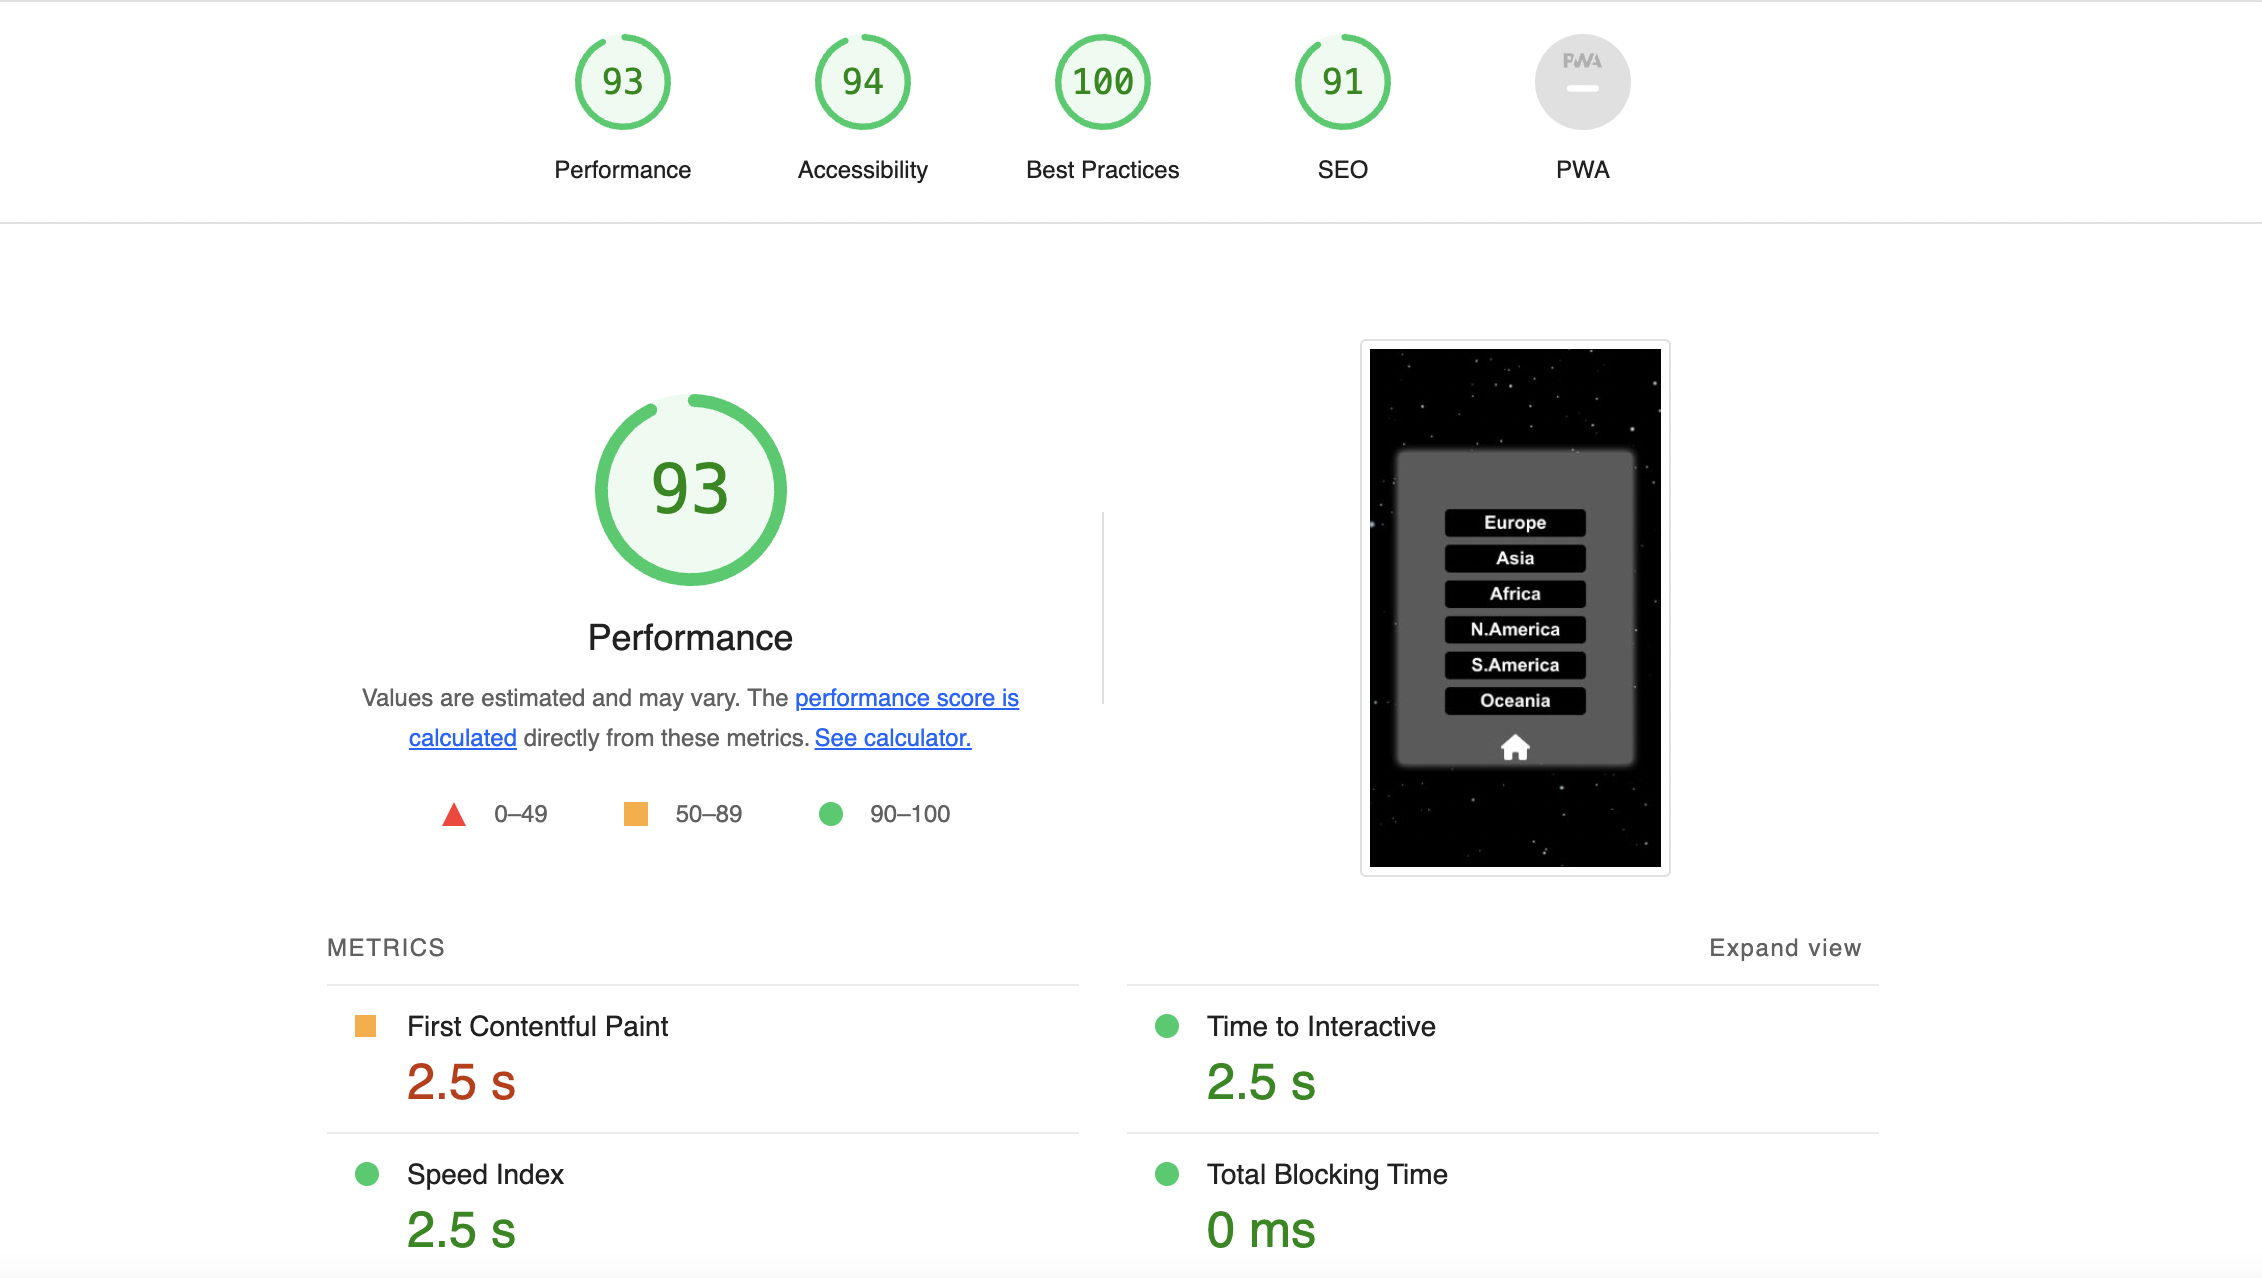 93
94
100
91
PWA
Performance
Accessibility
Best Practices
SEO
PWA
93
Performance
Values are estimated and may vary. The performance score is
calculated directly from these metrics. See calculator.
0–49
50–89
90–100
Europe
Asia
Africa
N.America
S.America
Oceania
METRICS
Expand view
First Contentful Paint
2.5 s
Time to Interactive
2.5 s
Speed Index
2.5 s
Total Blocking Time
0 ms